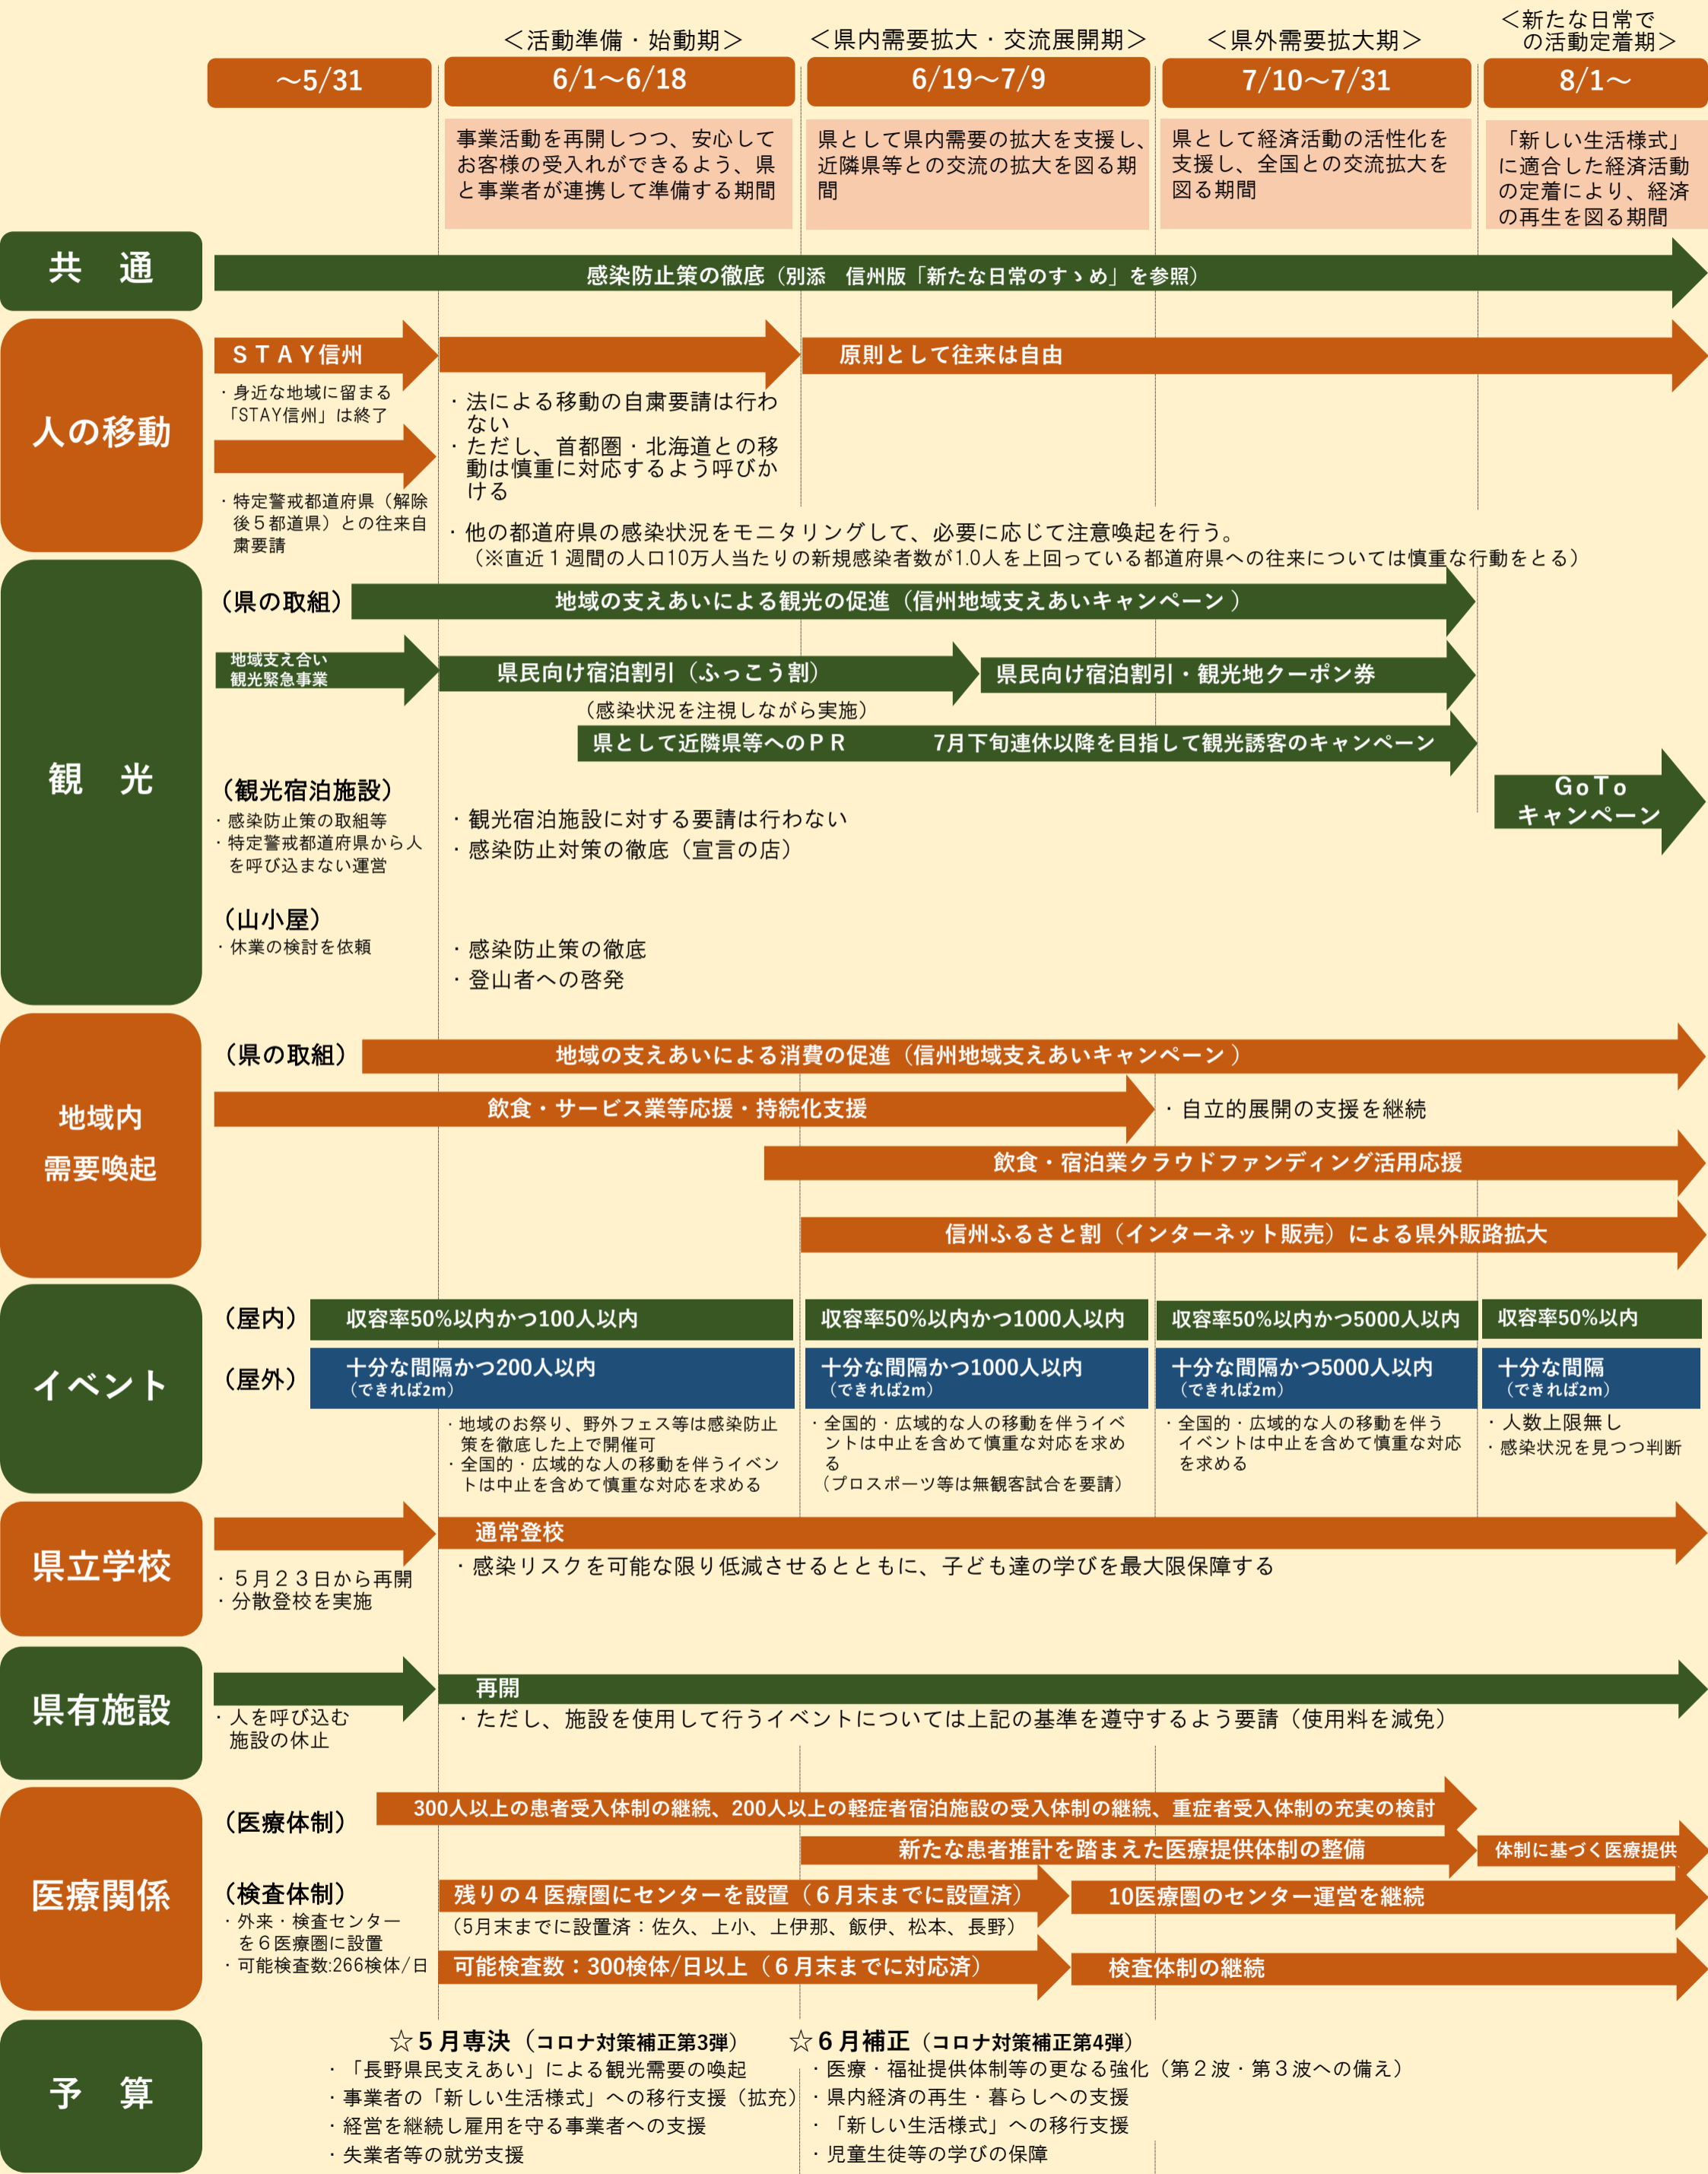 ＜活動準備・始動期＞
＜県内需要拡大・交流展開期＞
＜県外需要拡大期＞
＜新たな日常で
の活動定着期＞
～5/31
6/1～6/18
6/19～7/9
7/10～7/31
8/1～
事業活動を再開しつつ、安心して
お客様の受入れができるよう、県
と事業者が連携して準備する期間
県として県内需要の拡大を支援し、
近隣県等との交流の拡大を図る期
間
県として経済活動の活性化を
支援し、全国との交流拡大を
図る期間
「新しい生活様式」
に適合した経済活動
の定着により、経済
の再生を図る期間
共　通
感染防止策の徹底（別添　信州版「新たな日常のすゝめ」を参照）
人の移動
ＳＴＡＹ信州
原則として往来は自由
・身近な地域に留まる
「STAY信州」は終了
・特定警戒都道府県（解除
後５都道県）との往来自
粛要請
・法による移動の自粛要請は行わ
ない
・ただし、首都圏・北海道との移
動は慎重に対応するよう呼びか
ける
・他の都道府県の感染状況をモニタリングして、必要に応じて注意喚起を行う。
（※直近１週間の人口10万人当たりの新規感染者数が1.0人を上回っている都道府県への往来については慎重な行動をとる）
観　光
（県の取組）
地域の支えあいによる観光の促進（信州地域支えあいキャンペーン ）
地域支え合い
観光緊急事業
県民向け宿泊割引（ふっこう割）
県民向け宿泊割引・観光地クーポン券
（感染状況を注視しながら実施）
県として近隣県等へのＰＲ
7月下旬連休以降を目指して観光誘客のキャンペーン
GoTo
キャンペーン
（観光宿泊施設）
・感染防止策の取組等
・特定警戒都道府県から人
を呼び込まない運営
・観光宿泊施設に対する要請は行わない
・感染防止対策の徹底（宣言の店）
（山小屋）
・休業の検討を依頼
・感染防止策の徹底
・登山者への啓発
地域内
需要喚起
（県の取組）
地域の支えあいによる消費の促進（信州地域支えあいキャンペーン ）
飲食・サービス業等応援・持続化支援
・自立的展開の支援を継続
飲食・宿泊業クラウドファンディング活用応援
信州ふるさと割（インターネット販売）による県外販路拡大
イベント
（屋内）
収容率50%以内かつ100人以内
収容率50%以内かつ1000人以内
収容率50%以内かつ5000人以内
収容率50%以内
（屋外）
十分な間隔かつ200人以内
（できれば2m）
十分な間隔かつ1000人以内
（できれば2m）
十分な間隔かつ5000人以内
（できれば2m）
十分な間隔
（できれば2m）
・地域のお祭り、野外フェス等は感染防止
策を徹底した上で開催可
・全国的・広域的な人の移動を伴うイベン
トは中止を含めて慎重な対応を求める
・全国的・広域的な人の移動を伴うイベ
ントは中止を含めて慎重な対応を求め
る
（プロスポーツ等は無観客試合を要請）
・全国的・広域的な人の移動を伴う
イベントは中止を含めて慎重な対応
を求める
・人数上限無し
・感染状況を見つつ判断
県立学校
通常登校
・感染リスクを可能な限り低減させるとともに、子ども達の学びを最大限保障する
・５月２３日から再開
・分散登校を実施
県有施設
再開
・人を呼び込む
施設の休止
・ただし、施設を使用して行うイベントについては上記の基準を遵守するよう要請（使用料を減免）
医療関係
（医療体制）
300人以上の患者受入体制の継続、200人以上の軽症者宿泊施設の受入体制の継続、重症者受入体制の充実の検討
新たな患者推計を踏まえた医療提供体制の整備
体制に基づく医療提供
（検査体制）
・外来・検査センター
を６医療圏に設置
・可能検査数:266検体/日
残りの４医療圏にセンターを設置（６月末までに設置済）
10医療圏のセンター運営を継続
（5月末までに設置済：佐久、上小、上伊那、飯伊、松本、長野）
可能検査数：300検体/日以上（６月末までに対応済）
検査体制の継続
予　算
☆５月専決（コロナ対策補正第3弾）
・「長野県民支えあい」による観光需要の喚起
・事業者の「新しい生活様式」への移行支援（拡充）
・経営を継続し雇用を守る事業者への支援
・失業者等の就労支援
☆６月補正（コロナ対策補正第4弾）
・医療・福祉提供体制等の更なる強化（第２波・第３波への備え）
・県内経済の再生・暮らしへの支援
・「新しい生活様式」への移行支援
・児童生徒等の学びの保障